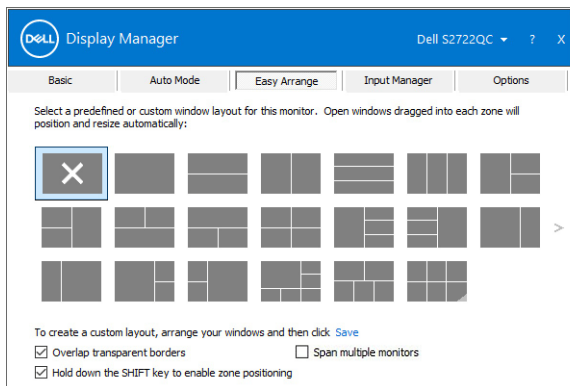 DELL Display Manager Dell S2722QC ? X
Basic Auto Mode Easy Arrange Input Manager Options
Select a predefined or custom window layout for this monitor. Open windows dragged into each zone will
position and resize automatically:
To create a custom layout, arrange your windows and then click Save
Overlap transparent borders Span multiple monitors
Hold down the SHIFT key to enable zone positioning